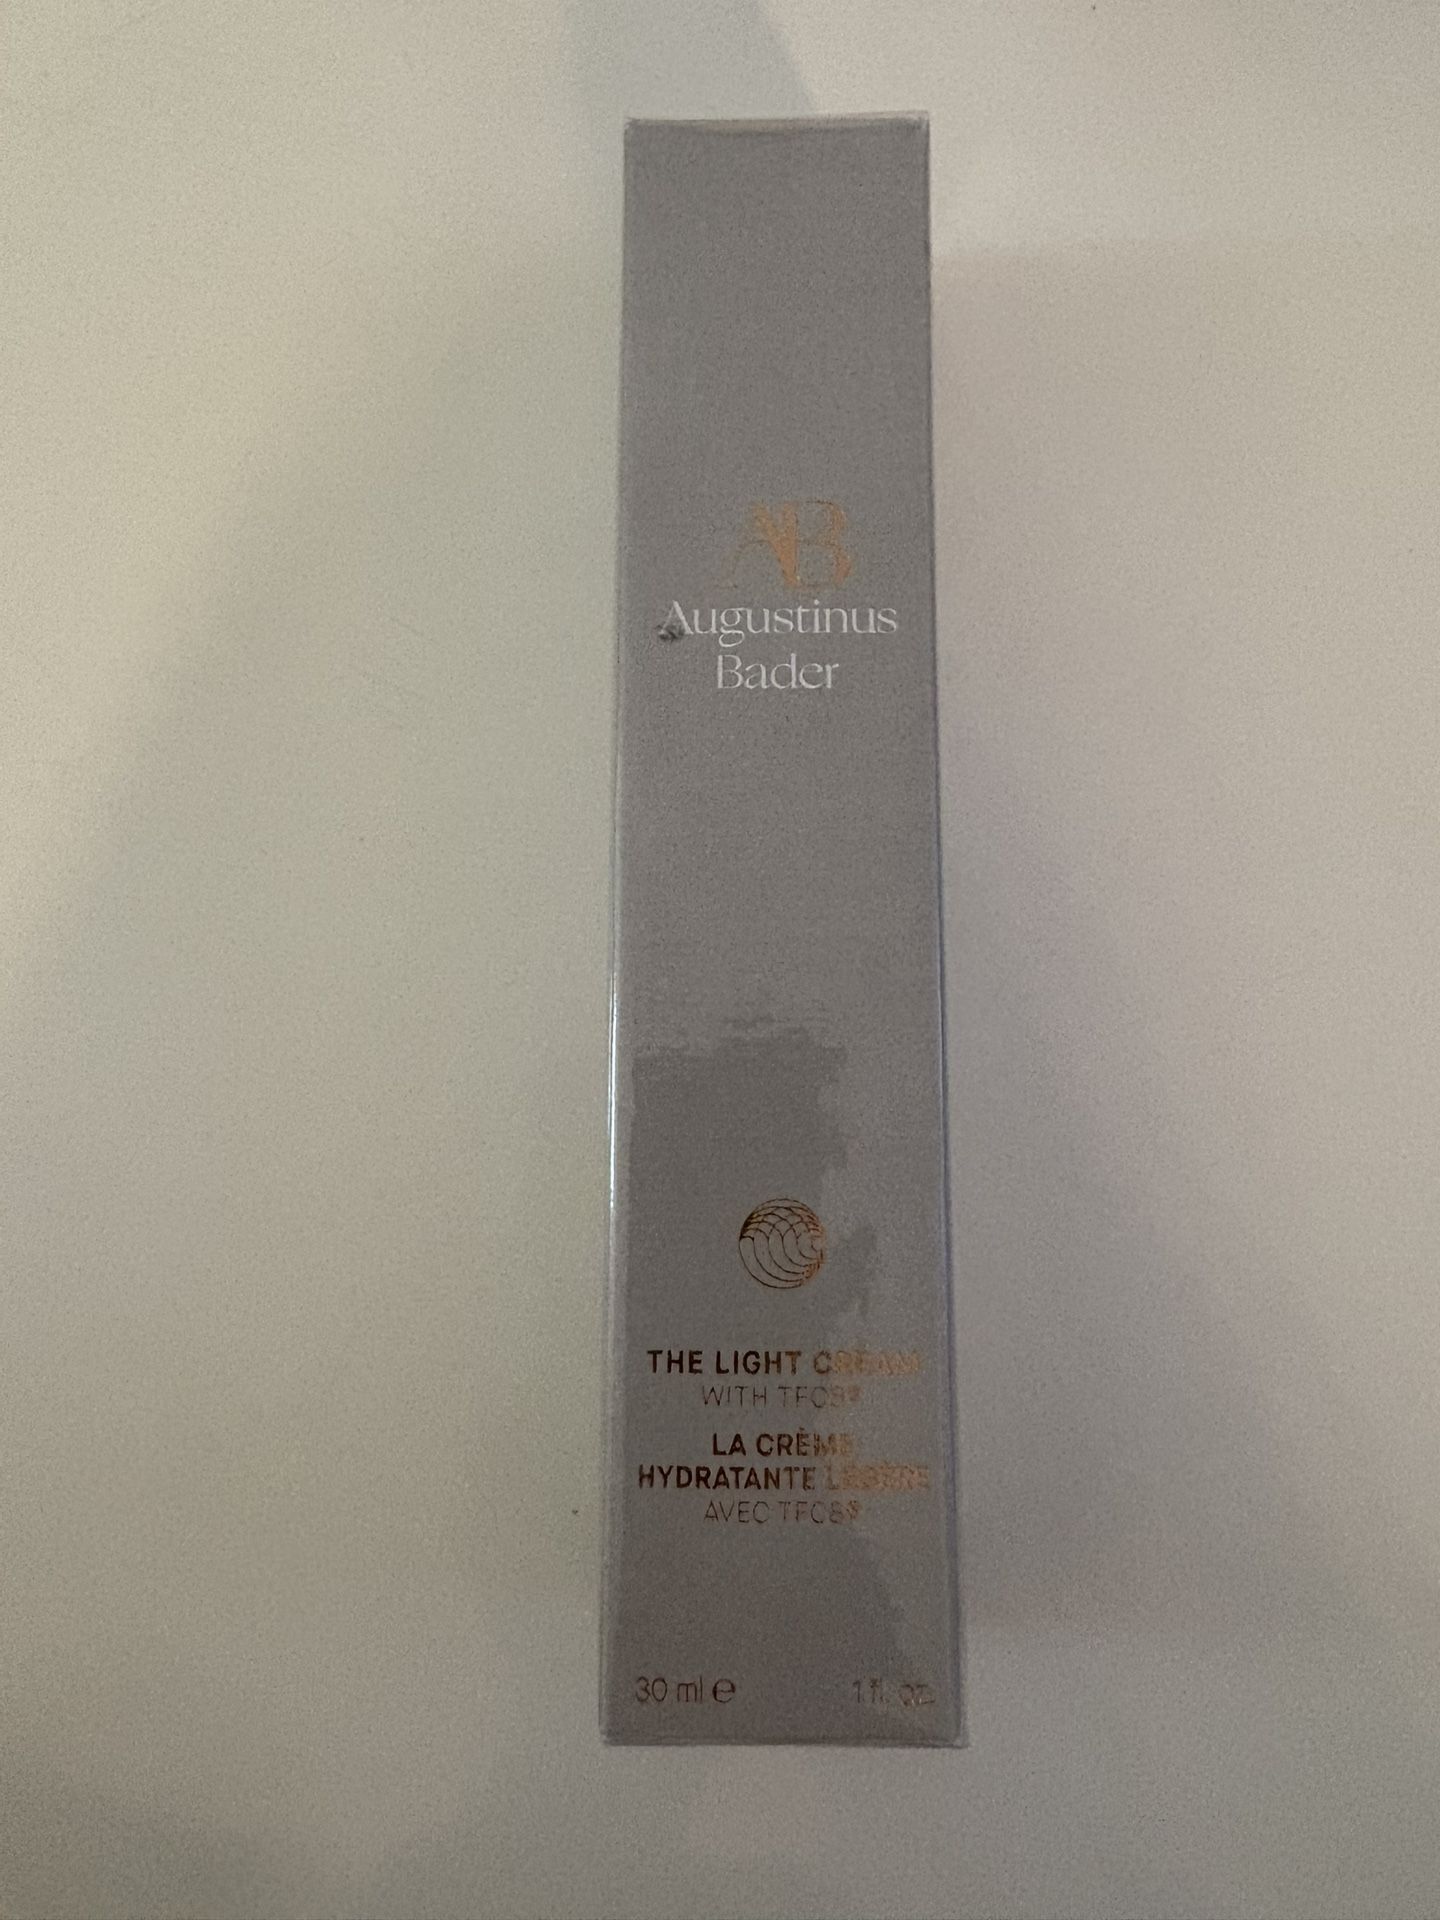 AB
Augustinus
Bader
THE LIGHT CREAM
WITH TFC8®
LA CRÈME
HYDRATANTE LÉGÈRE
AVEC TFC8®
30 ml e
1 fl. oz.